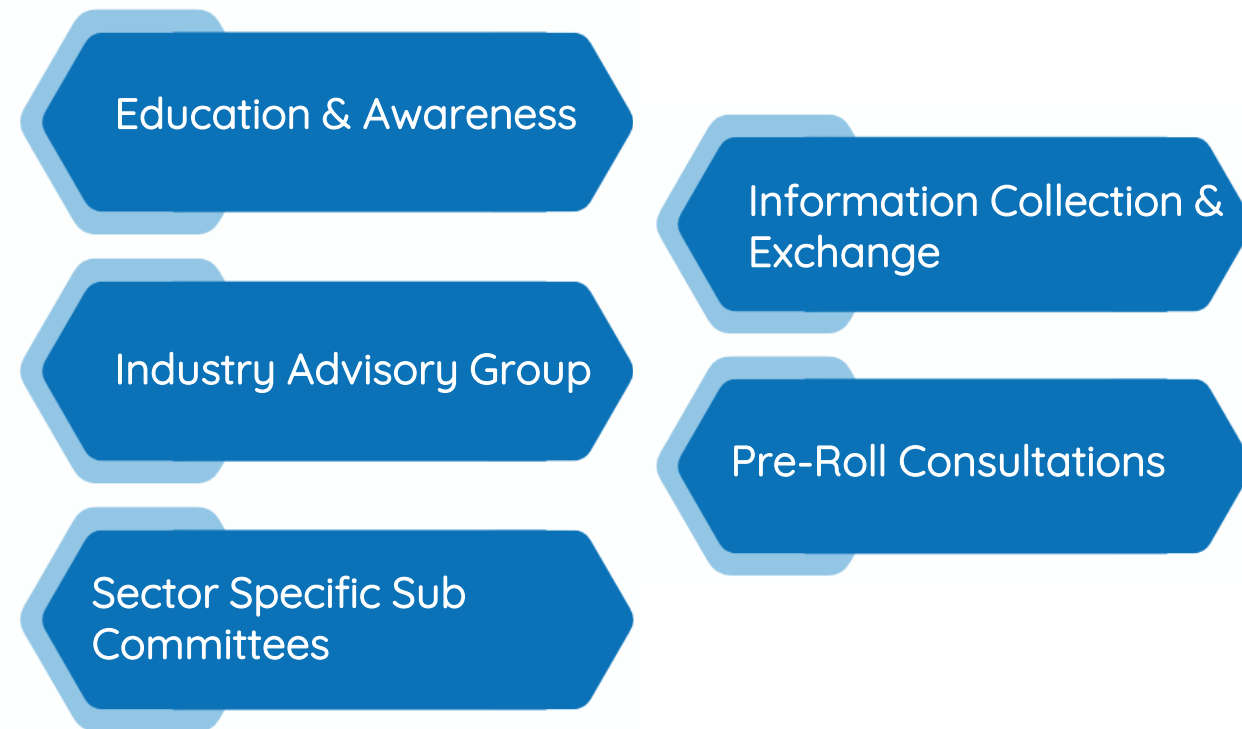 Education & Awareness
Industry Advisory Group
Sector Specific Sub
Committees
Information Collection &
Exchange
Pre-Roll Consultations